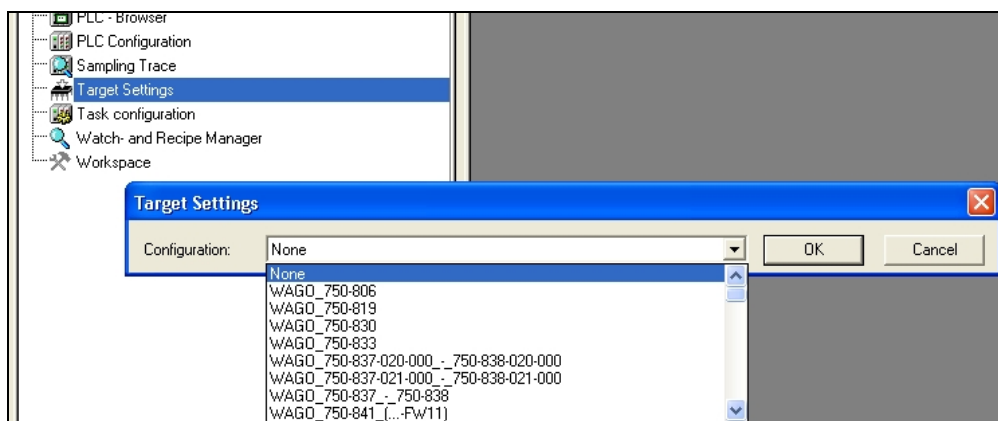 PLC - Browser
PLC Configuration
Sampling Trace
Target Settings
Task configuration
Watch- and Recipe Manager
Workspace
Target Settings
Configuration: None OK Cancel
None
WAGO_750-806
WAGO_750-819
WAGO_750-830
WAGO_750-833
WAGO_750-837-020-000_-_750-838-020-000
WAGO_750-837-021-000_-_750-838-021-000
WAGO_750-837_-_750-838
WAGO_750-841_(...-FW11)